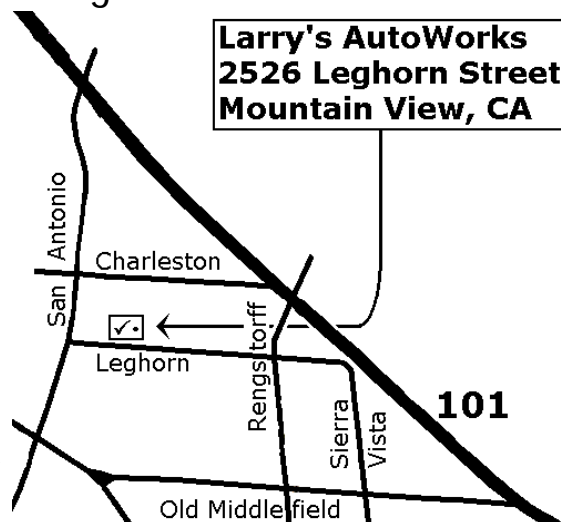 Larry's AutoWorks
2526 Leghorn Street
Mountain View, CA
San Antonio
Charleston
Leghorn
Rengstorff
Sierra
Vista
101
Old Middlefield